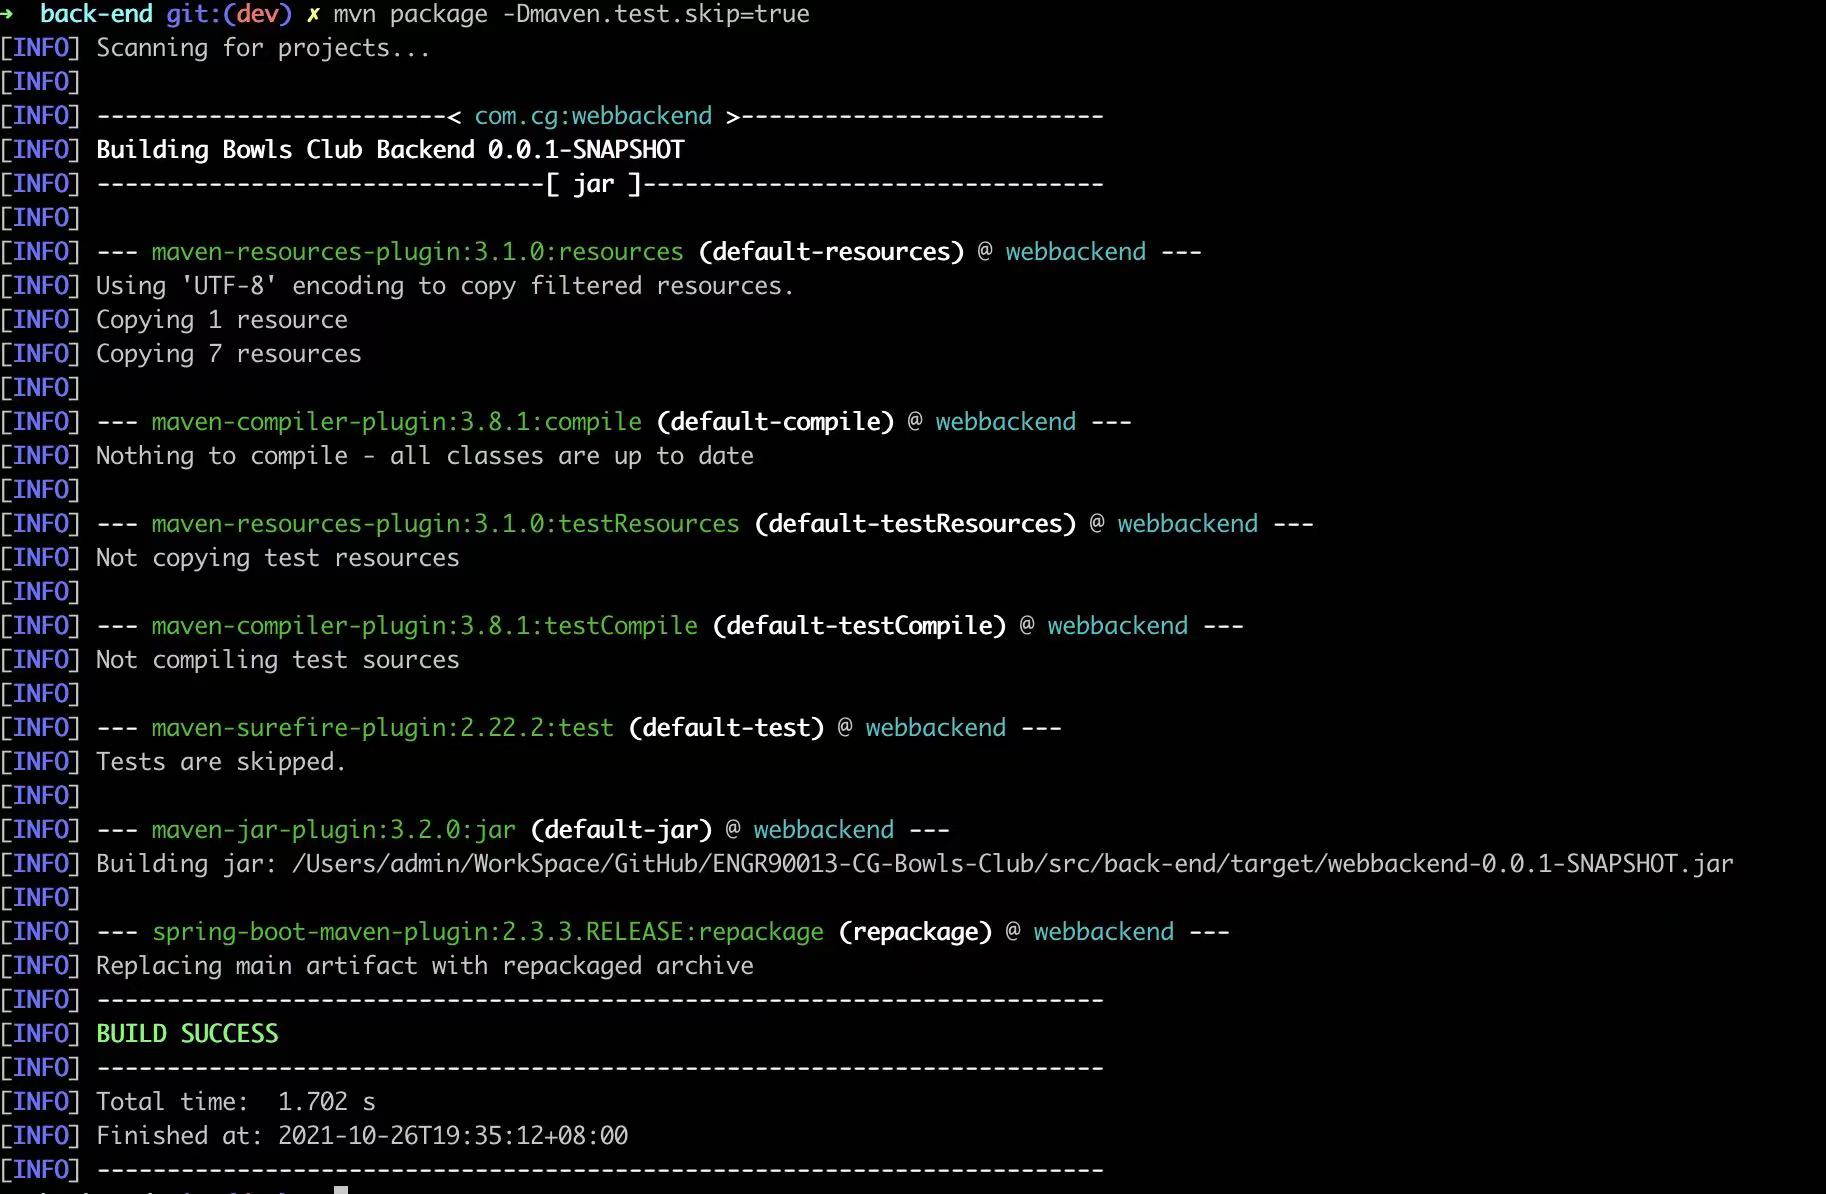 ➜ back-end git:(dev) ✗ mvn package -Dmaven.test.skip=true
[INFO] Scanning for projects...
[INFO]
[INFO] -------------------------< com.cg:webbackend >--------------------------
[INFO] Building Bowls Club Backend 0.0.1-SNAPSHOT
[INFO] --------------------------------[ jar ]---------------------------------
[INFO]
[INFO] --- maven-resources-plugin:3.1.0:resources (default-resources) @ webbackend ---
[INFO] Using 'UTF-8' encoding to copy filtered resources.
[INFO] Copying 1 resource
[INFO] Copying 7 resources
[INFO]
[INFO] --- maven-compiler-plugin:3.8.1:compile (default-compile) @ webbackend ---
[INFO] Nothing to compile - all classes are up to date
[INFO]
[INFO] --- maven-resources-plugin:3.1.0:testResources (default-testResources) @ webbackend ---
[INFO] Not copying test resources
[INFO]
[INFO] --- maven-compiler-plugin:3.8.1:testCompile (default-testCompile) @ webbackend ---
[INFO] Not compiling test sources
[INFO]
[INFO] --- maven-surefire-plugin:2.22.2:test (default-test) @ webbackend ---
[INFO] Tests are skipped.
[INFO]
[INFO] --- maven-jar-plugin:3.2.0:jar (default-jar) @ webbackend ---
[INFO] Building jar: /Users/admin/WorkSpace/GitHub/ENGR90013-CG-Bowls-Club/src/back-end/target/webbackend-0.0.1-SNAPSHOT.jar
[INFO]
[INFO] --- spring-boot-maven-plugin:2.3.3.RELEASE:repackage (repackage) @ webbackend ---
[INFO] Replacing main artifact with repackaged archive
[INFO] ------------------------------------------------------------------------
[INFO] BUILD SUCCESS
[INFO] ------------------------------------------------------------------------
[INFO] Total time:  1.702 s
[INFO] Finished at: 2021-10-26T19:35:12+08:00
[INFO] ------------------------------------------------------------------------